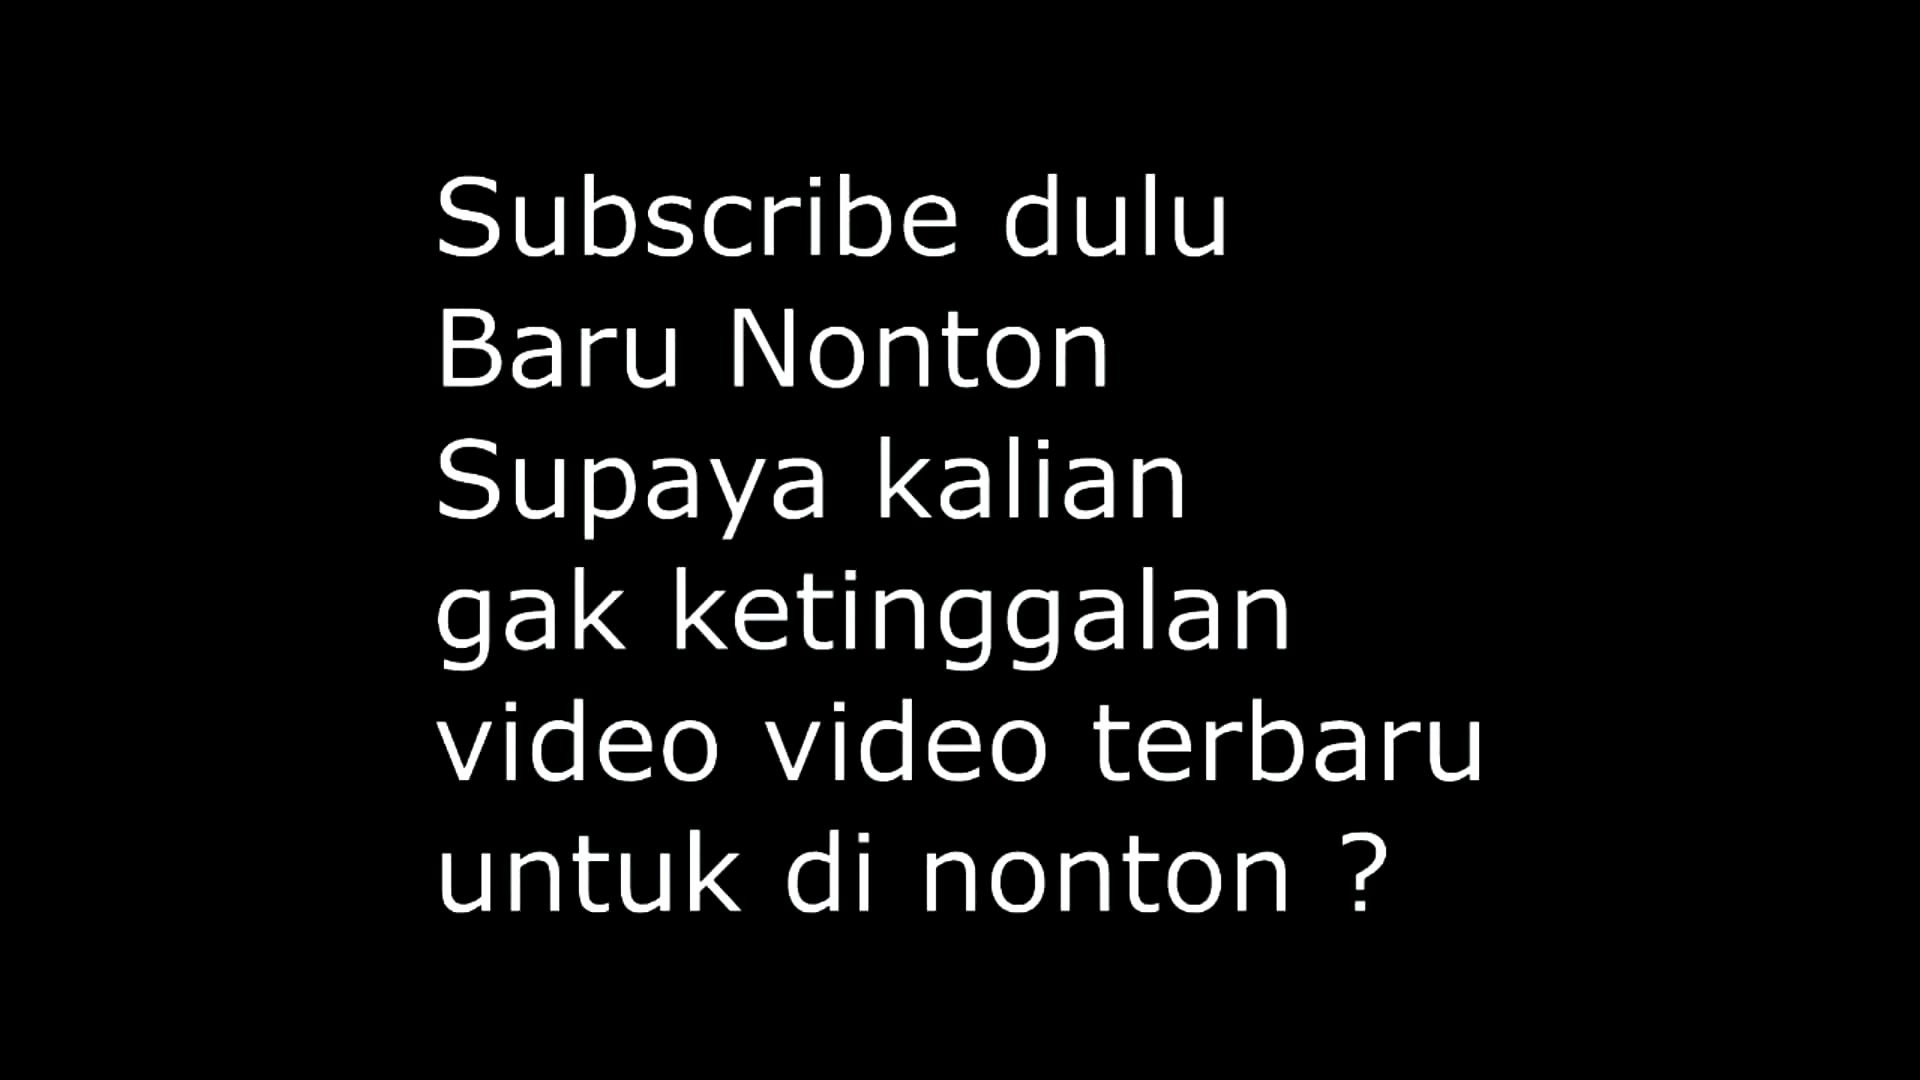 Subscribe dulu
Baru Nonton
Supaya kalian
gak ketinggalan
video video terbaru
untuk di nonton ?